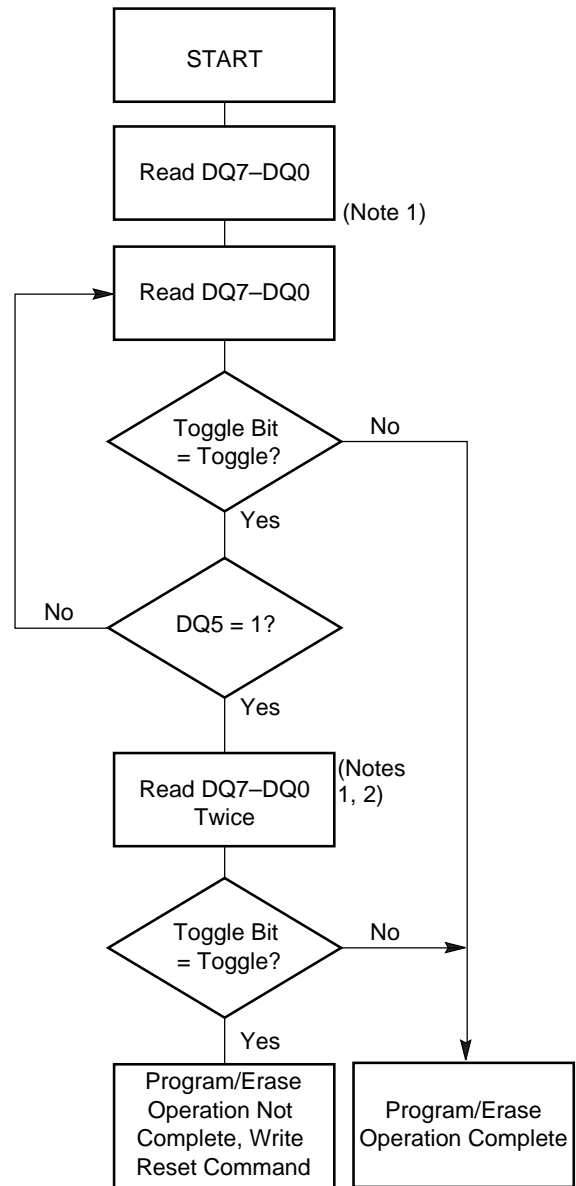 START
Read DQ7–DQ0
(Note 1)
Read DQ7–DQ0
Toggle Bit
= Toggle?
No
Yes
No
DQ5 = 1?
Yes
Read DQ7–DQ0
Twice
(Notes
1, 2)
Toggle Bit
= Toggle?
No
Yes
Program/Erase
Operation Not
Complete, Write
Reset Command
Program/Erase
Operation Complete